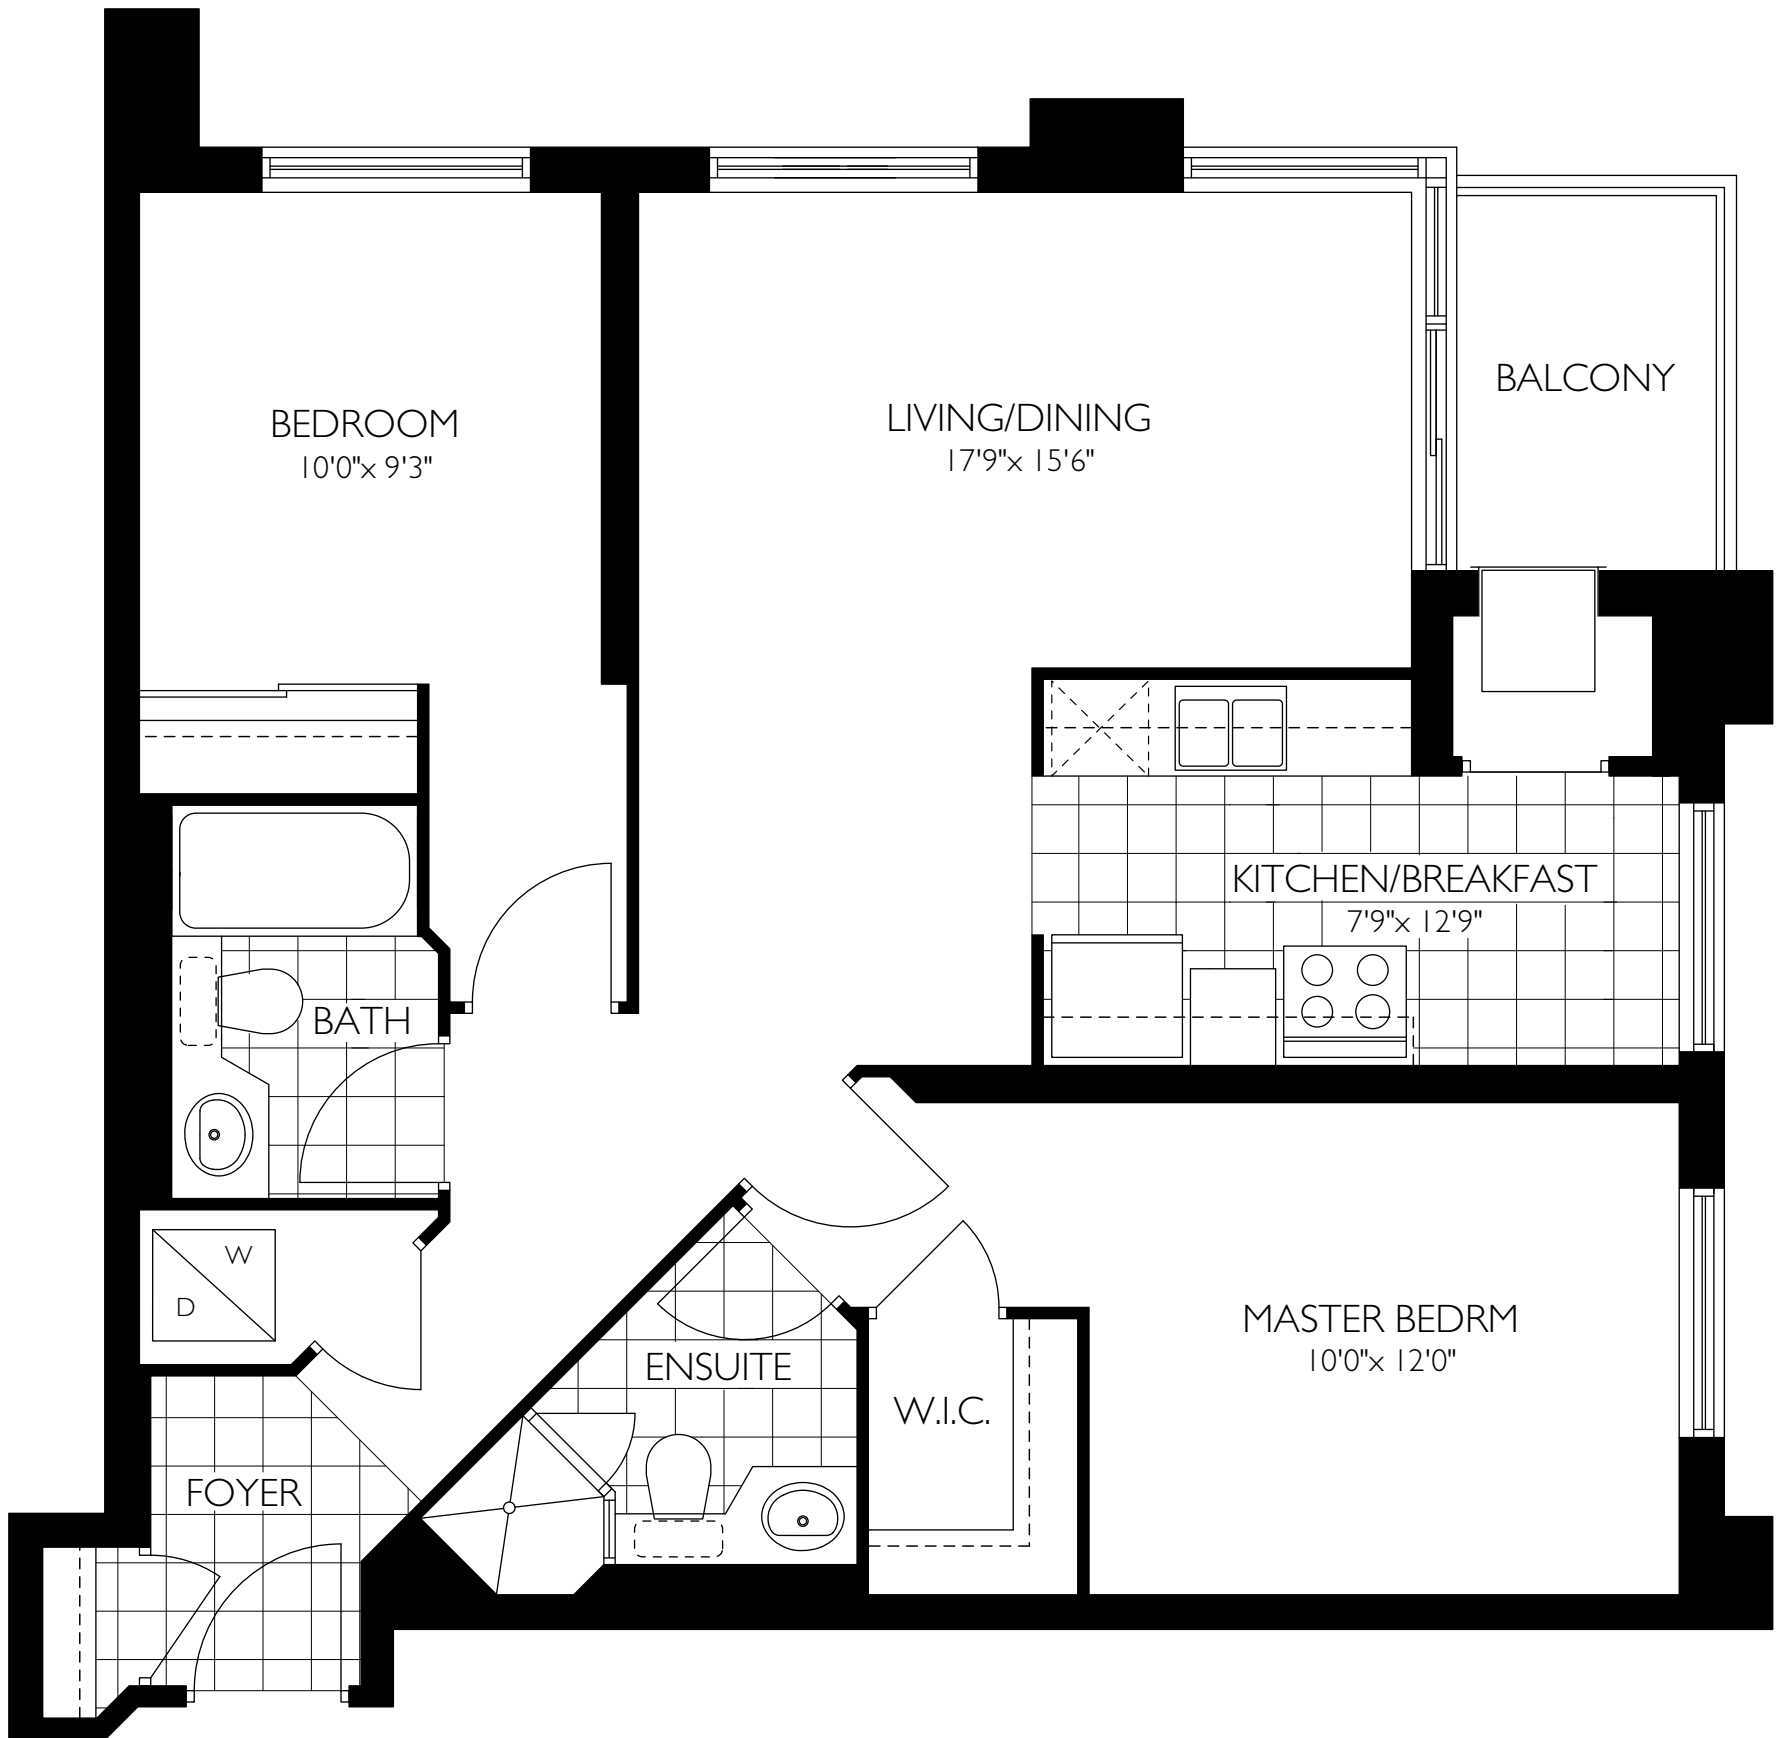 BALCONY
BEDROOM
10'0"x 9'3"
LIVING/DINING
17'9"x 15'6"
KITCHEN/BREAKFAST
7'9"x 12'9"
BATH
W
D
MASTER BEDRM
10'0"x 12'0"
ENSUITE
W.I.C.
FOYER